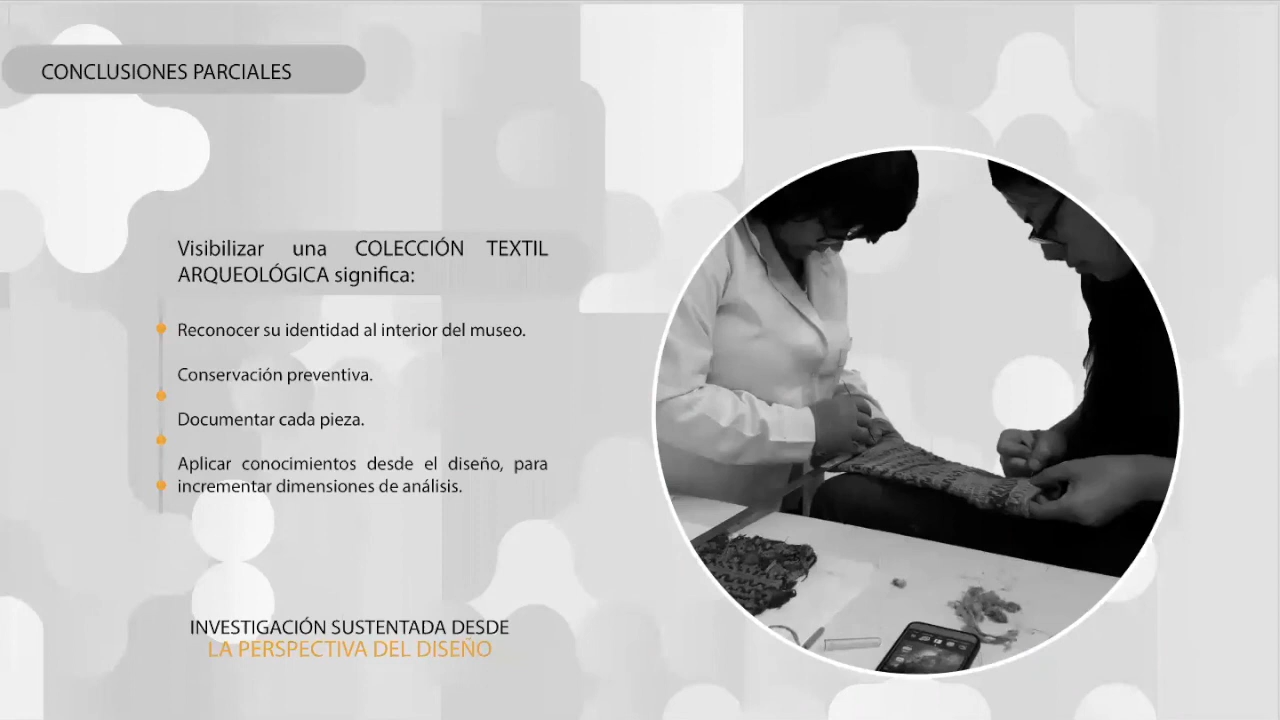 CONCLUSIONES PARCIALES
Visibilizar una COLECCIÓN TEXTIL
ARQUEOLÓGICA significa:
Reconocer su identidad al interior del museo.
Conservación preventiva.
Documentar cada pieza.
Aplicar conocimientos desde el diseño, para
incrementar dimensiones de análisis.
INVESTIGACIÓN SUSTENTADA DESDE
LA PERSPECTIVA DEL DISEÑO